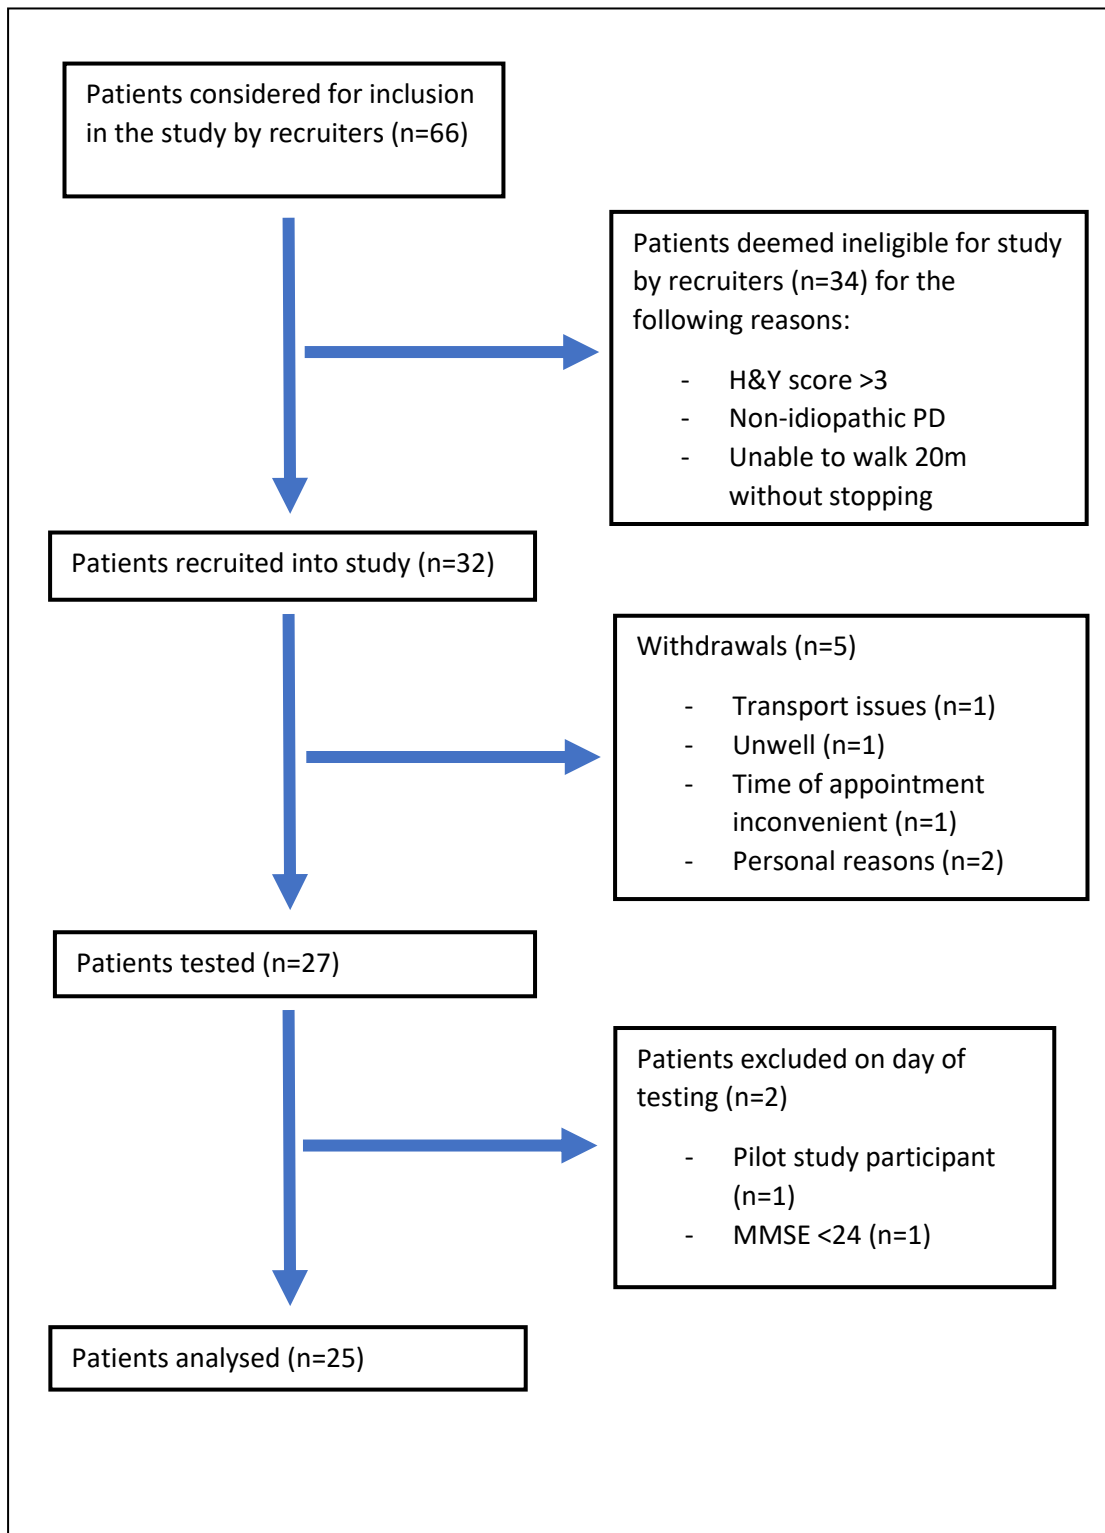 Patients considered for inclusion
in the study by recruiters (n=66)
Patients deemed ineligible for study
by recruiters (n=34) for the
following reasons:
- H&Y score >3
- Non-idiopathic PD
- Unable to walk 20m
without stopping
Patients recruited into study (n=32)
Withdrawals (n=5)
- Transport issues (n=1)
- Unwell (n=1)
- Time of appointment
inconvenient (n=1)
- Personal reasons (n=2)
Patients tested (n=27)
Patients excluded on day of
testing (n=2)
- Pilot study participant
(n=1)
- MMSE <24 (n=1)
Patients analysed (n=25)